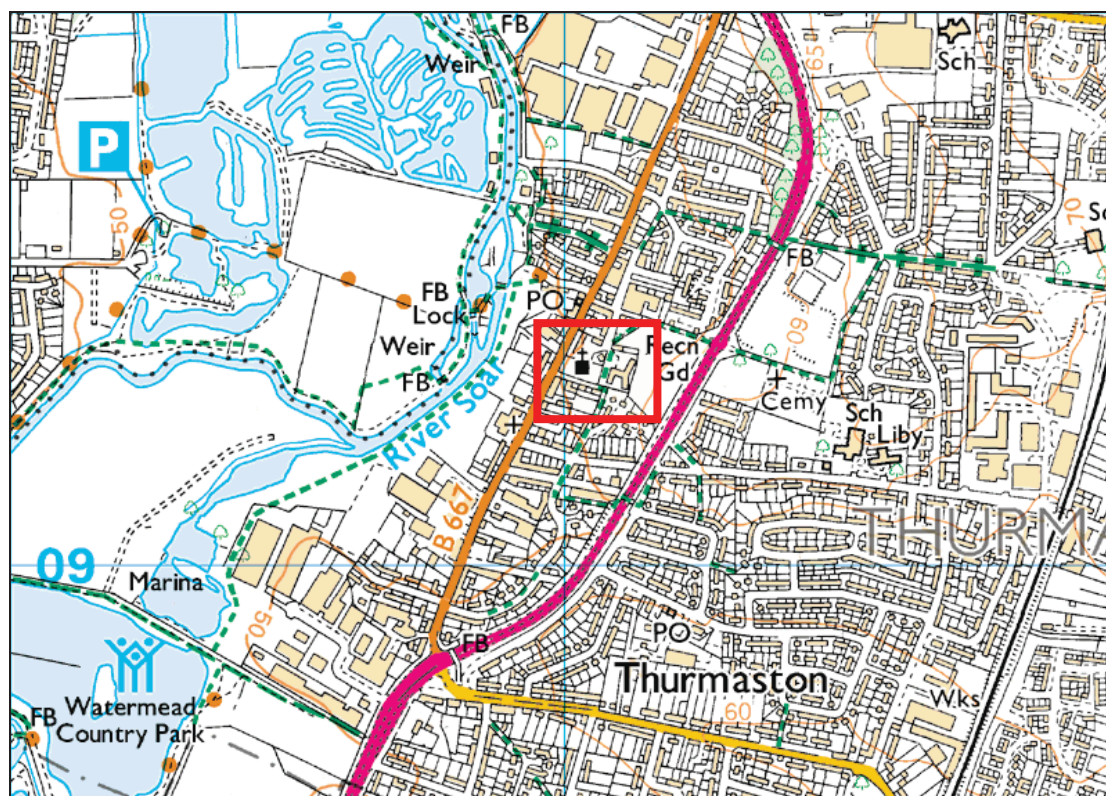 FB
Weir
Sch
65
P
50
70
Sc
FB
FB
Lock
PO
60
Weir
Recn
Gd
FB
River Soar
Cemy
Sch
Liby
B 667
THURMA
09
Marina
50
PO
FB
Thurmaston
Watermead
Country Park
60
Wks
FB